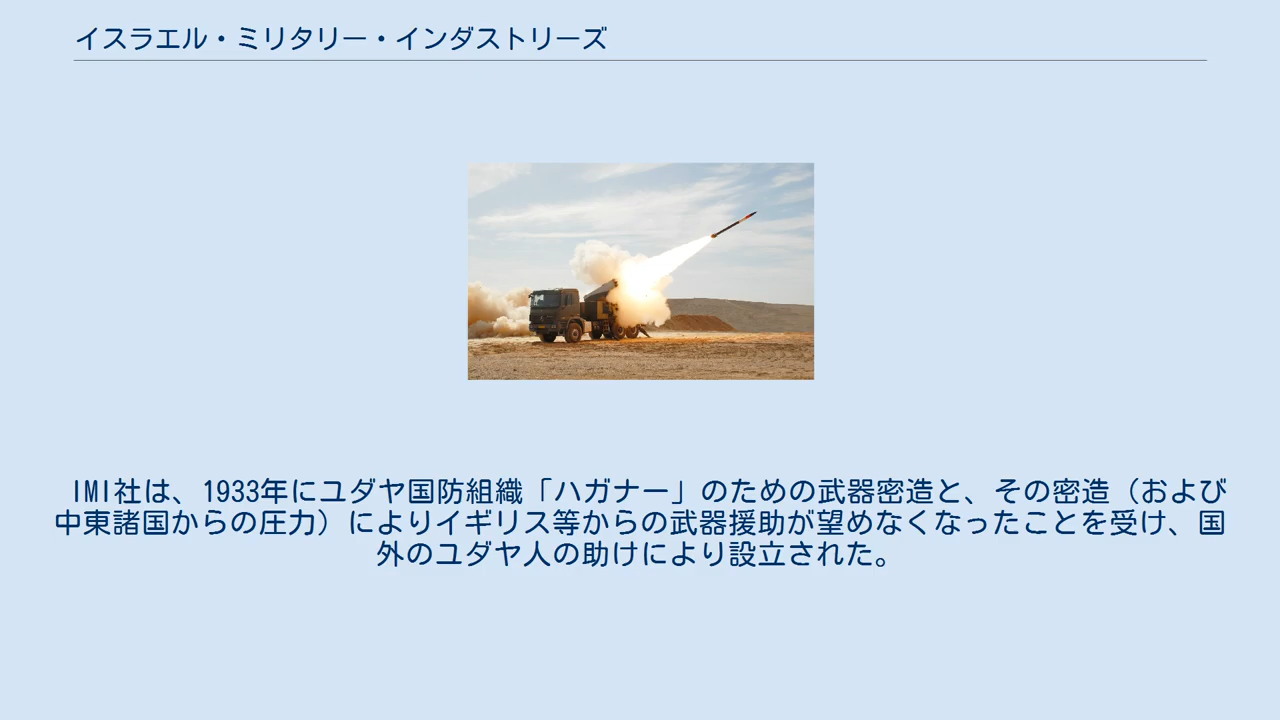 イスラエル・ミリタリー・インダストリーズ
IMI社は、1933年にユダヤ国防組織「ハガナー」のための武器密造と、その密造（および
中東諸国からの圧力）によりイギリス等からの武器援助が望めなくなったことを受け、国
外のユダヤ人の助けにより設立された。